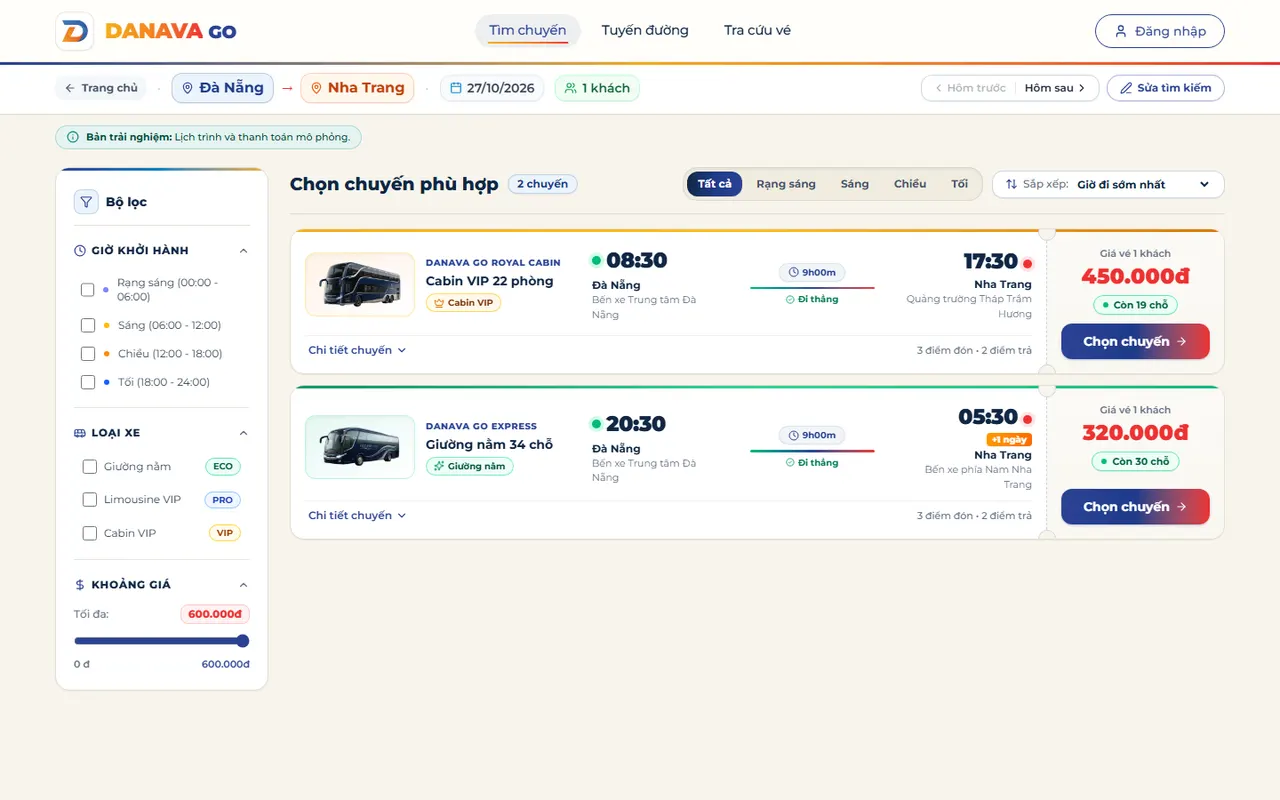 DANAVA GO
Tìm chuyến
Tuyến đường
Tra cứu vé
Đăng nhập
Trang chủ
Đà Nẵng
Nha Trang
27/10/2026
1 khách
Hôm trước
Hôm sau
Sửa tìm kiếm
Bản trải nghiệm: Lịch trình và thanh toán mô phỏng.
Bộ lọc
GIỜ KHỞI HÀNH
Rạng sáng (00:00 -
06:00)
Sáng (06:00 - 12:00)
Chiều (12:00 - 18:00)
Tối (18:00 - 24:00)
LOẠI XE
Giường nằm ECO
Limousine VIP PRO
Cabin VIP VIP
KHOẢNG GIÁ
Tối đa: 600.000đ
0 đ 600.000đ
Chọn chuyến phù hợp
2 chuyến
Tất cả
Rạng sáng
Sáng
Chiều
Tối
Sắp xếp: Giờ đi sớm nhất
DANAVA GO ROYAL CABIN
Cabin VIP 22 phòng
Cabin VIP
08:30
Đà Nẵng
Bến xe Trung tâm Đà
Nẵng
9h00m
Đi thẳng
17:30
Nha Trang
Quảng trường Tháp Trầm
Hương
Chi tiết chuyến
3 điểm đón • 2 điểm trả
Giá vé 1 khách
450.000đ
Còn 19 chỗ
Chọn chuyến
DANAVA GO EXPRESS
Giường nằm 34 chỗ
Giường nằm
20:30
Đà Nẵng
Bến xe Trung tâm Đà
Nẵng
9h00m
Đi thẳng
05:30
+1 ngày
Nha Trang
Bến xe phía Nam Nha
Trang
Chi tiết chuyến
3 điểm đón • 2 điểm trả
Giá vé 1 khách
320.000đ
Còn 30 chỗ
Chọn chuyến